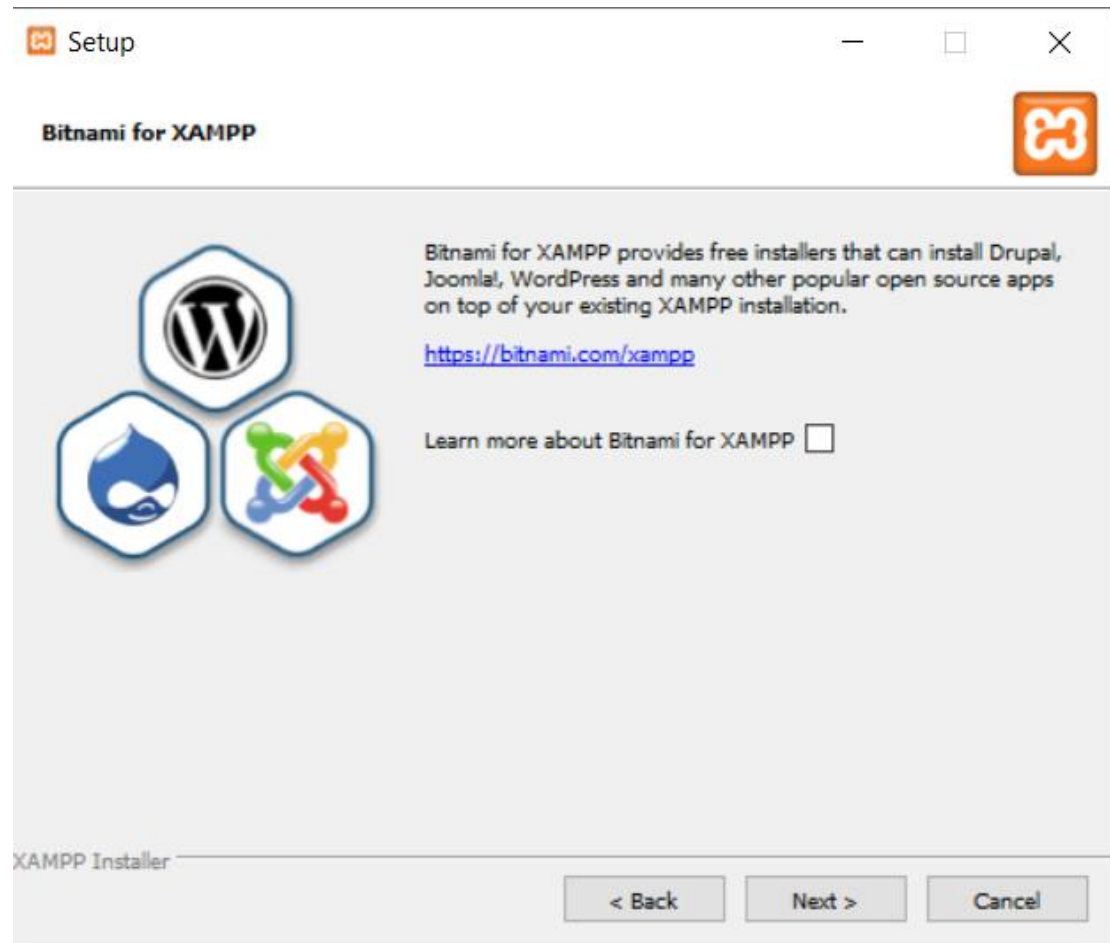 Setup
Bitnami for XAMPP
Bitnami for XAMPP provides free installers that can install Drupal,
Joomla!, WordPress and many other popular open source apps
on top of your existing XAMPP installation.
https://bitnami.com/xampp
Learn more about Bitnami for XAMPP
XAMPP Installer
< Back
Next >
Cancel